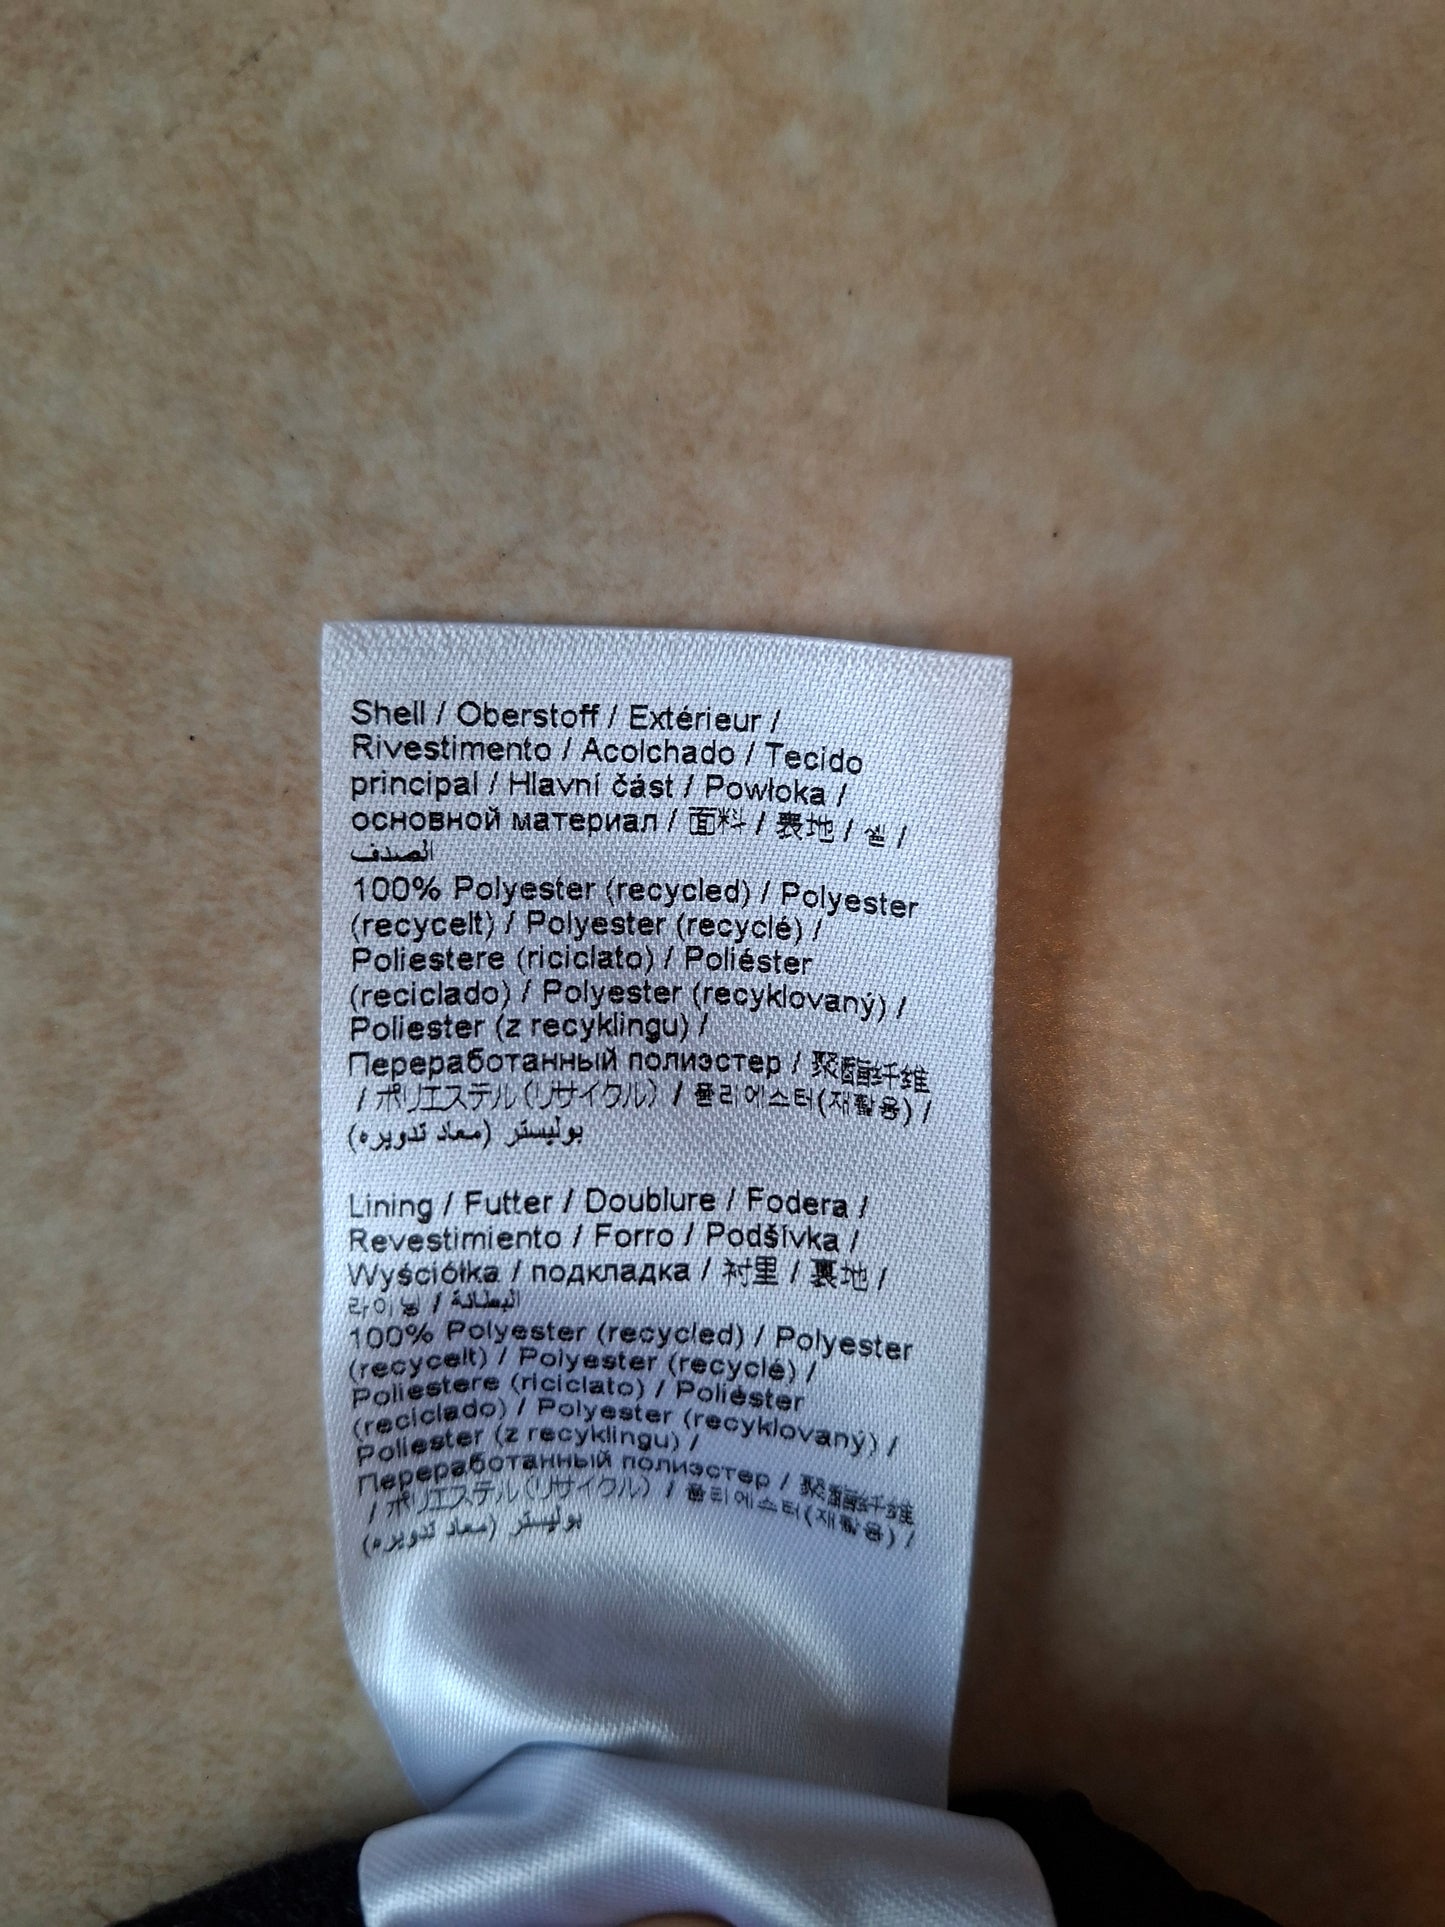 Shell / Oberstoff / Extérieur /
Rivestimento / Acolchado / Tecido
principal / Hlavní část / Powłoka /
основной материал / 面料 / 表地 / 쉘 /
الصدف
100% Polyester (recycled) / Polyester
(recycelt) / Polyester (recyclé) /
Poliestere (riciclato) / Poliéster
(reciclado) / Polyester (recyklovaný) /
Poliester (z recyklingu) /
Переработанный полиэстер / 聚酯纤维
/ ポリエステル（リサイクル） / 폴리에스터(재활용) /
بوليستر (معاد تدويره)
Lining / Futter / Doublure / Fodera /
Revestimiento / Forro / Podšívka /
Wyściółka / подкладка / 衬里 / 裏地 /
라이닝 / البطانة
100% Polyester (recycled) / Polyester
(recycelt) / Polyester (recyclé) /
Poliestere (riciclato) / Poliéster
(reciclado) / Polyester (recyklovaný) /
Poliester (z recyklingu) /
Переработанный полиэстер / 聚酯纤维
/ ポリエステル（リサイクル） / 폴리에스터(재활용) /
بوليستر (معاد تدويره)